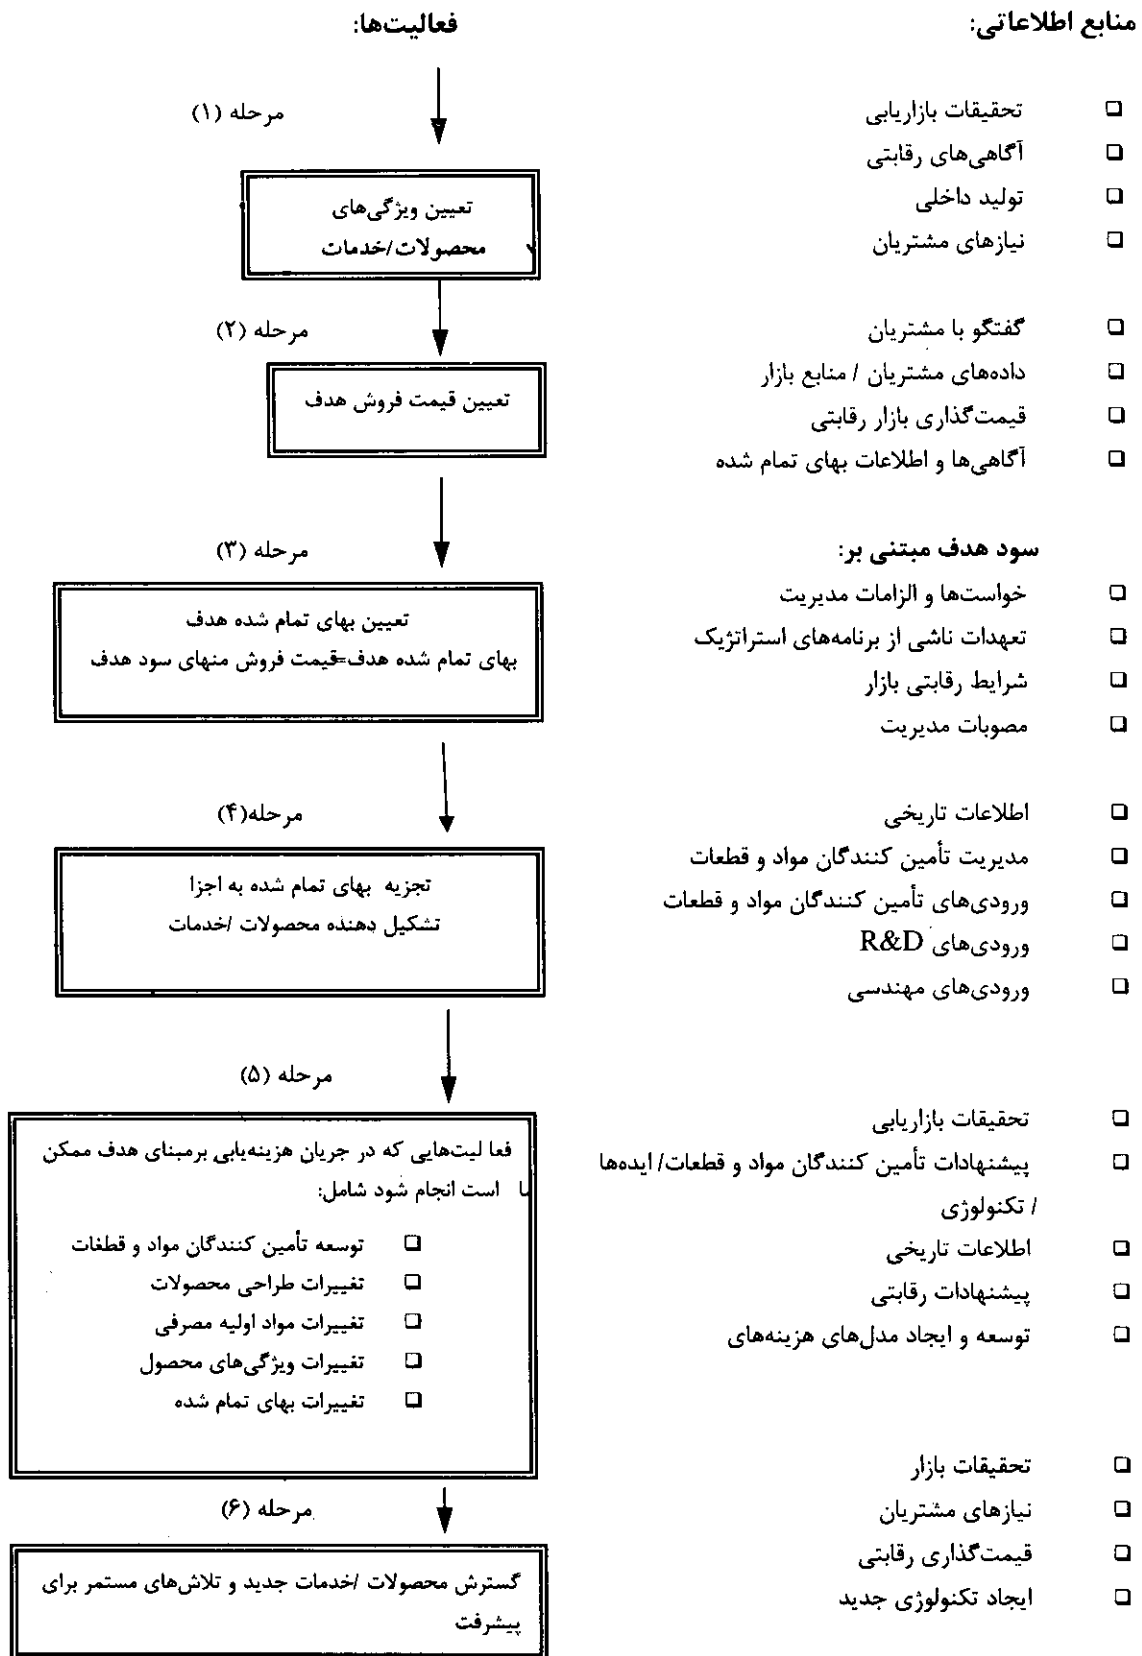 منابع اطلاعاتی:
فعالیت‌ها:
مرحله (۱)
❑ تحقیقات بازاریابی
❑ آگاهی‌های رقابتی
❑ تولید داخلی
❑ نیازهای مشتریان
تعیین ویژگی‌های
محصولات/خدمات
مرحله (۲)
❑ گفتگو با مشتریان
❑ داده‌های مشتریان / منابع بازار
❑ قیمت‌گذاری بازار رقابتی
❑ آگاهی‌ها و اطلاعات بهای تمام شده
تعیین قیمت فروش هدف
مرحله (۳)
سود هدف مبتنی بر:
❑ خواست‌ها و الزامات مدیریت
❑ تعهدات ناشی از برنامه‌های استراتژیک
❑ شرایط رقابتی بازار
❑ مصوبات مدیریت
تعیین بهای تمام شده هدف
بهای تمام شده هدف=قیمت فروش منهای سود هدف
مرحله(۴)
❑ اطلاعات تاریخی
❑ مدیریت تأمین کنندگان مواد و قطعات
❑ ورودی‌های تأمین کنندگان مواد و قطعات
❑ ورودی‌های R&D
❑ ورودی‌های مهندسی
تجزیه بهای تمام شده به اجزا
تشکیل دهنده محصولات /خدمات
مرحله (۵)
❑ تحقیقات بازاریابی
❑ پیشنهادات تأمین کنندگان مواد و قطعات/ ایده‌ها
/ تکنولوژی
❑ اطلاعات تاریخی
❑ پیشنهادات رقابتی
❑ توسعه و ایجاد مدل‌های هزینه‌های
فعا لیت‌هایی که در جریان هزینه‌یابی برمبنای هدف ممکن
است انجام شود شامل:
❑ توسعه تأمین کنندگان مواد و قطغات
❑ تغییرات طراحی محصولات
❑ تغییرات مواد اولیه مصرفی
❑ تغییرات ویژگی‌های محصول
❑ تغییرات بهای تمام شده
مرحله (۶)
❑ تحقیقات بازار
❑ نیازهای مشتریان
❑ قیمت‌گذاری رقابتی
❑ ایجاد تکنولوژی جدید
گسترش محصولات /خدمات جدید و تلاش‌های مستمر برای
پیشرفت